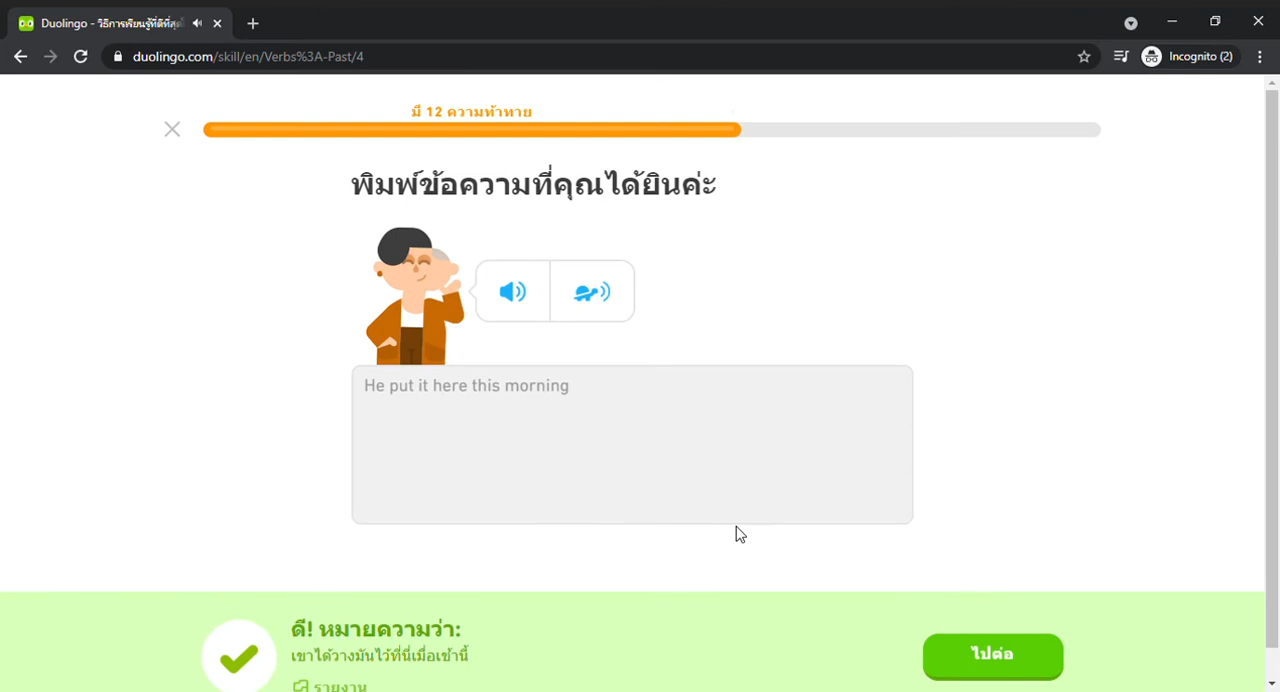 Duolingo - วิธีการเรียนรู้ที่ดีที่สุดใ
duolingo.com/skill/en/Verbs%3A-Past/4
Incognito (2)
มี 12 ความท้าทาย
พิมพ์ข้อความที่คุณได้ยินค่ะ
He put it here this morning
ดี! หมายความว่า:
เขาได้วางมันไว้ที่นี่เมื่อเช้านี้
ไปต่อ
รายงาน